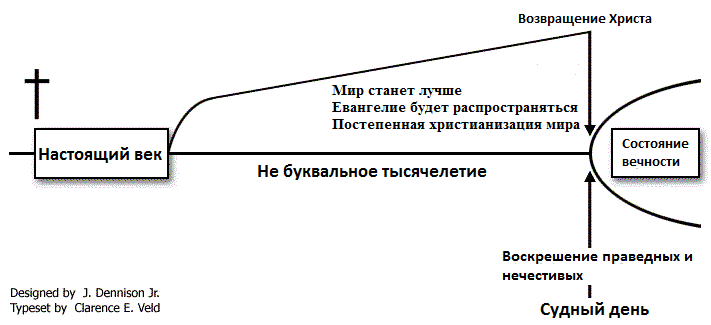 Возвращение Христа
Мир станет лучше
Евангелие будет распространяться
Постепенная христианизация мира
Настоящий век
Состояние
вечности
Не буквальное тысячелетие
Воскрешение праведных и
нечестивых
Судный день
Designed by J. Dennison Jr.
Typeset by Clarence E. Veld